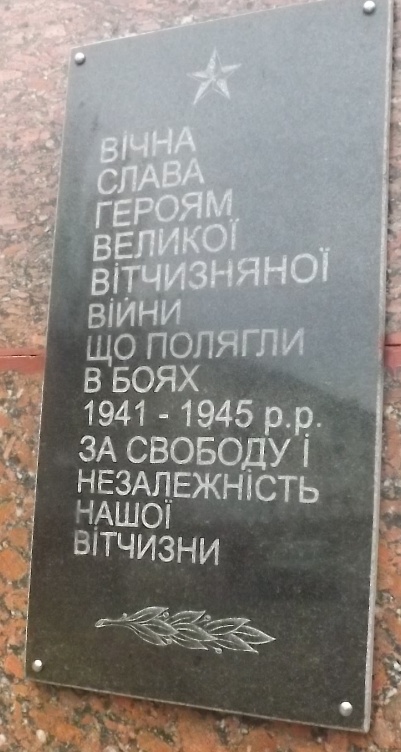 ВІЧНА
СЛАВА
ГЕРОЯМ
ВЕЛИКОЇ
ВІТЧИЗНЯНОЇ
ВІЙНИ
ЩО ПОЛЯГЛИ
В БОЯХ
1941 - 1945 р.р.
ЗА СВОБОДУ І
НЕЗАЛЕЖНІСТЬ
НАШОЇ
ВІТЧИЗНИ